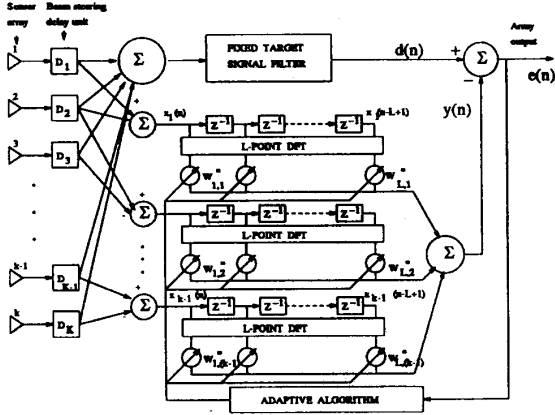 Sensor array
Beam steering delay unit
Array output
1
D1
Σ
FIXED TARGET SIGNAL FILTER
d(n)
+
Σ
e(n)
−
y(n)
2
D2
+
Σ
x1(n)
z-1
z-1
z-1
x1(n-L+1)
L-POINT DFT
3
D3
W*1,1
W*L,1
+
Σ
z-1
z-1
z-1
L-POINT DFT
W*1,2
W*L,2
Σ
k-1
DK-1
+
Σ
xk-1(n)
z-1
z-1
z-1
xk-1(n-L+1)
L-POINT DFT
k
DK
W*1,(k-1)
W*L,(k-1)
ADAPTIVE ALGORITHM